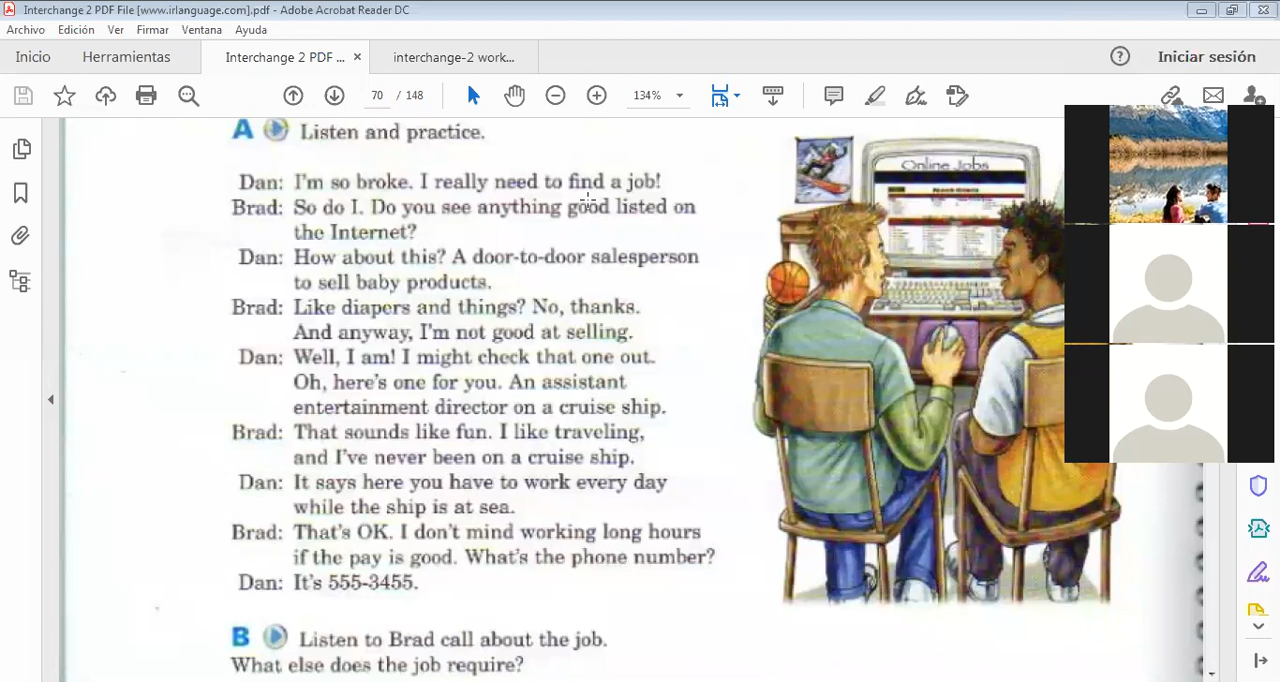 Interchange 2 PDF File [www.irlanguage.com].pdf - Adobe Acrobat Reader DC
Archivo Edición Ver Firmar Ventana Ayuda
Inicio Herramientas Interchange 2 PDF ... × interchange-2 work... Iniciar sesión
70 / 148 134%
A Listen and practice.
Dan: I'm so broke. I really need to find a job!
Brad: So do I. Do you see anything good listed on
the Internet?
Dan: How about this? A door-to-door salesperson
to sell baby products.
Brad: Like diapers and things? No, thanks.
And anyway, I'm not good at selling.
Dan: Well, I am! I might check that one out.
Oh, here's one for you. An assistant
entertainment director on a cruise ship.
Brad: That sounds like fun. I like traveling,
and I've never been on a cruise ship.
Dan: It says here you have to work every day
while the ship is at sea.
Brad: That's OK. I don't mind working long hours
if the pay is good. What's the phone number?
Dan: It's 555-3455.
Online Jobs
B Listen to Brad call about the job.
What else does the job require?